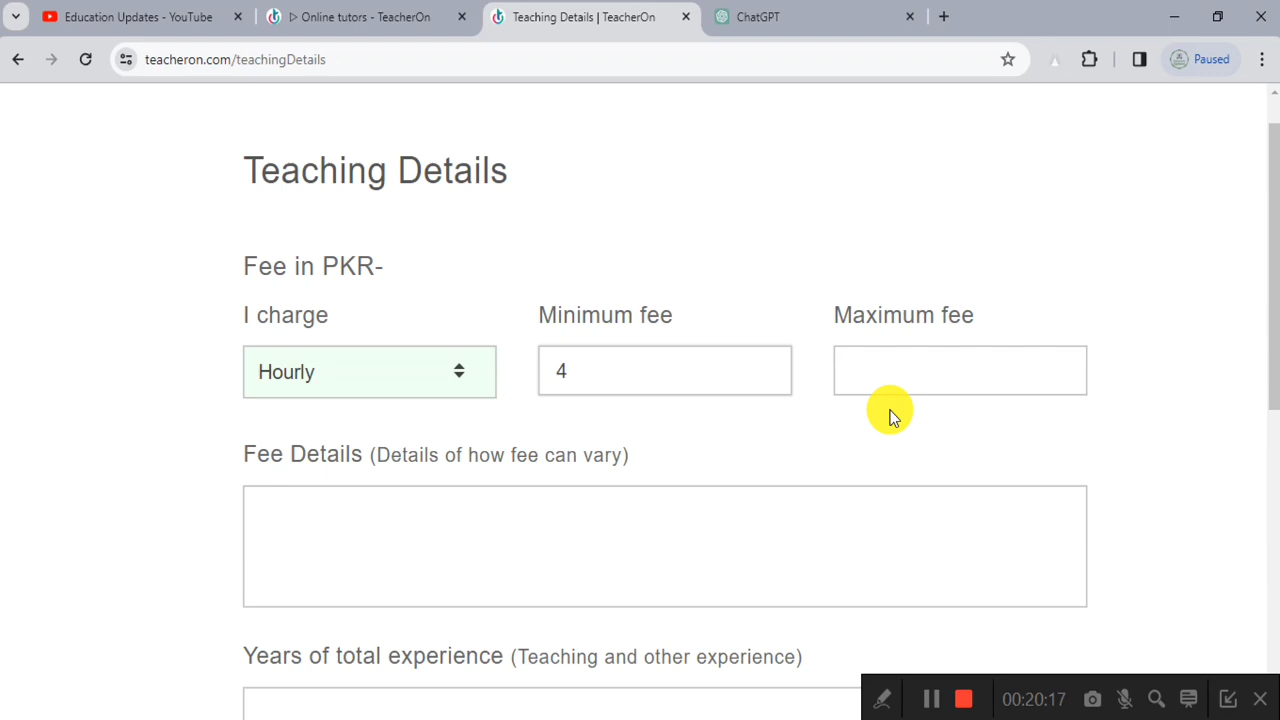 Education Updates - YouTube
Online tutors - TeacherOn
Teaching Details | TeacherOn
ChatGPT
teacheron.com/teachingDetails
Paused
Teaching Details
Fee in PKR-
I charge
Minimum fee
Maximum fee
Hourly
4
Fee Details (Details of how fee can vary)
Years of total experience (Teaching and other experience)
00:20:17